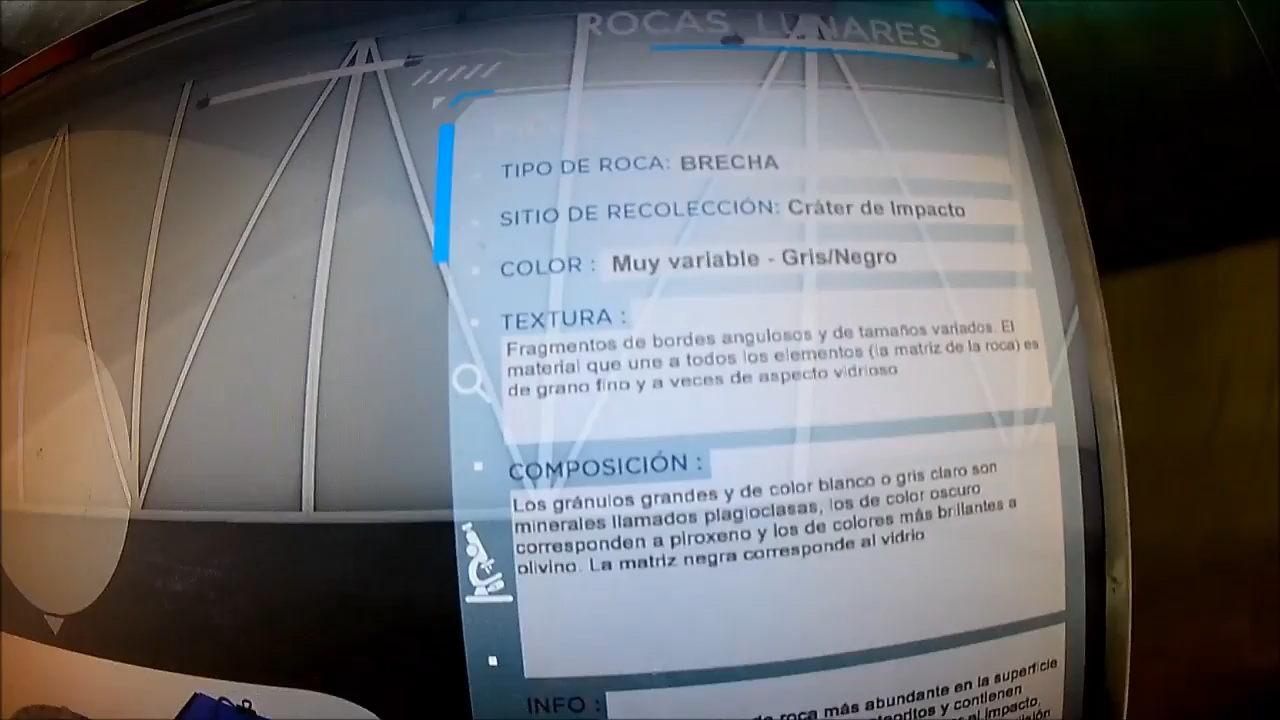 ROCAS LUNARES
TIPO DE ROCA: BRECHA
SITIO DE RECOLECCIÓN: Cráter de Impacto
COLOR : Muy variable - Gris/Negro
TEXTURA :
Fragmentos de bordes angulosos y de tamaños variados. El
material que une a todos los elementos (la matriz de la roca) es
de grano fino y a veces de aspecto vidrioso
COMPOSICIÓN :
Los gránulos grandes y de color blanco o gris claro son
minerales llamados plagioclasas, los de color oscuro
corresponden a piroxeno y los de colores más brillantes a
olivino. La matriz negra corresponde al vidrio
INFO :
roca más abundante en la superficie
y contienen
al impacto,